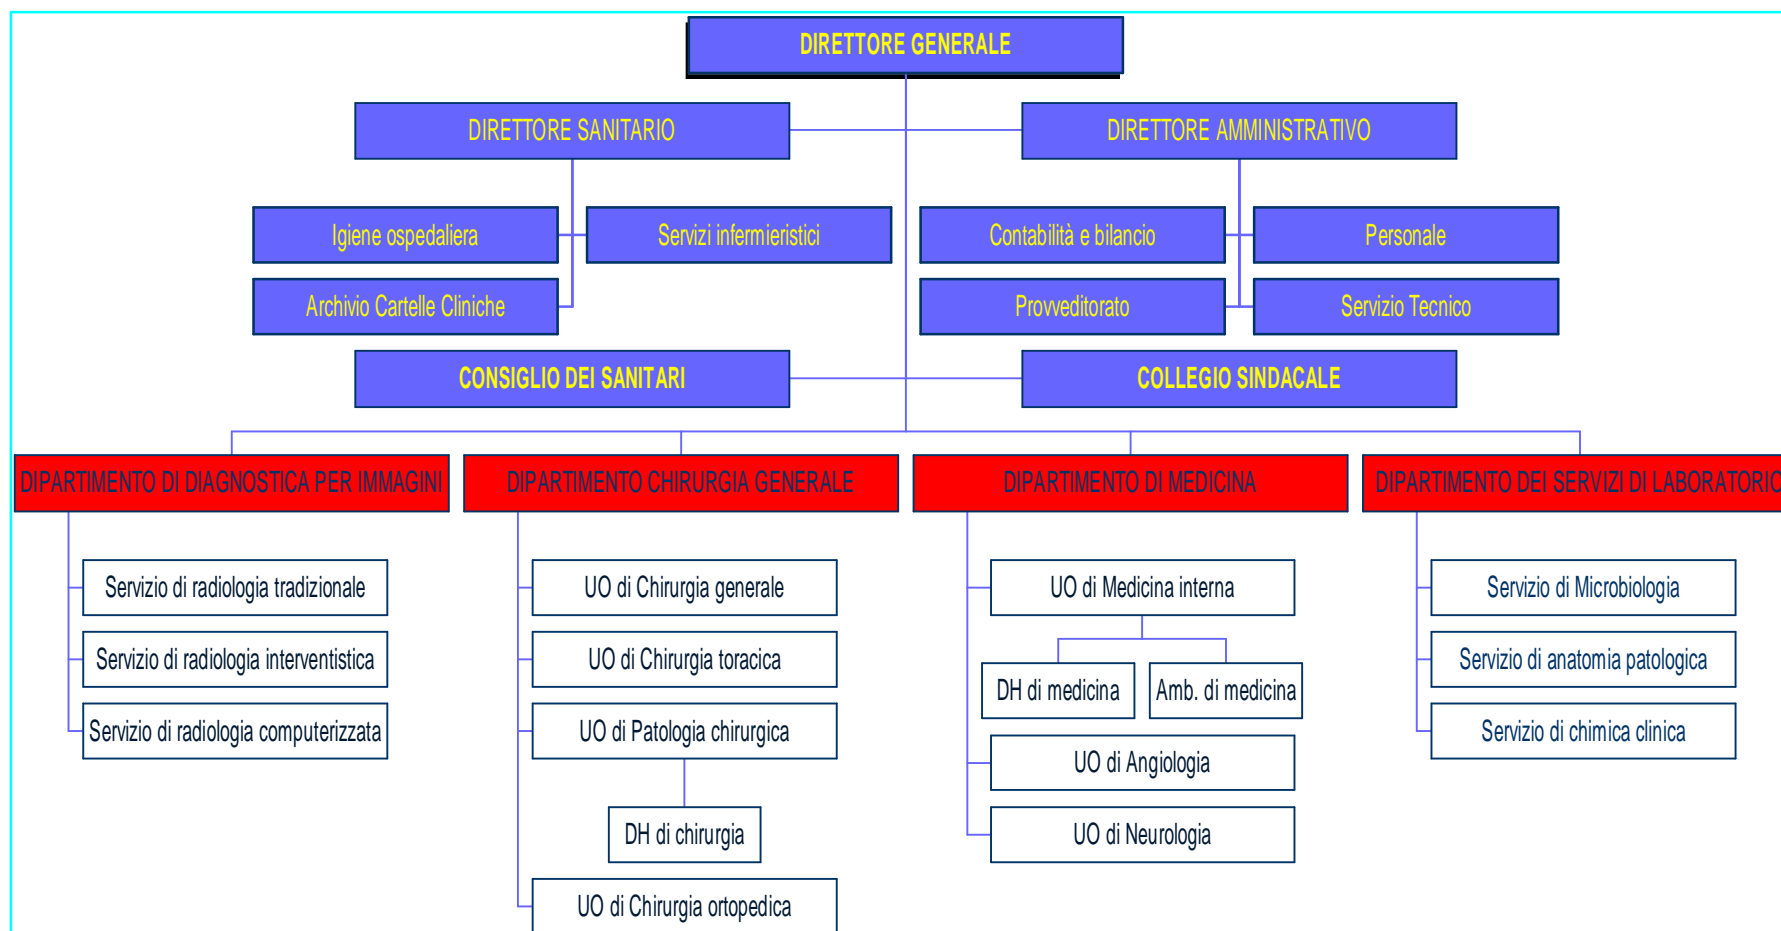 DIRETTORE GENERALE
DIRETTORE SANITARIO
DIRETTORE AMMINISTRATIVO
Igiene ospedaliera
Servizi infermieristici
Contabilità e bilancio
Personale
Archivio Cartelle Cliniche
Provveditorato
Servizio Tecnico
CONSIGLIO DEI SANITARI
COLLEGIO SINDACALE
DIPARTIMENTO DI DIAGNOSTICA PER IMMAGINI
DIPARTIMENTO CHIRURGIA GENERALE
DIPARTIMENTO DI MEDICINA
DIPARTIMENTO DEI SERVIZI DI LABORATORIO
Servizio di radiologia tradizionale
Servizio di radiologia interventistica
Servizio di radiologia computerizzata
UO di Chirurgia generale
UO di Chirurgia toracica
UO di Patologia chirurgica
DH di chirurgia
UO di Chirurgia ortopedica
UO di Medicina interna
DH di medicina
Amb. di medicina
UO di Angiologia
UO di Neurologia
Servizio di Microbiologia
Servizio di anatomia patologica
Servizio di chimica clinica